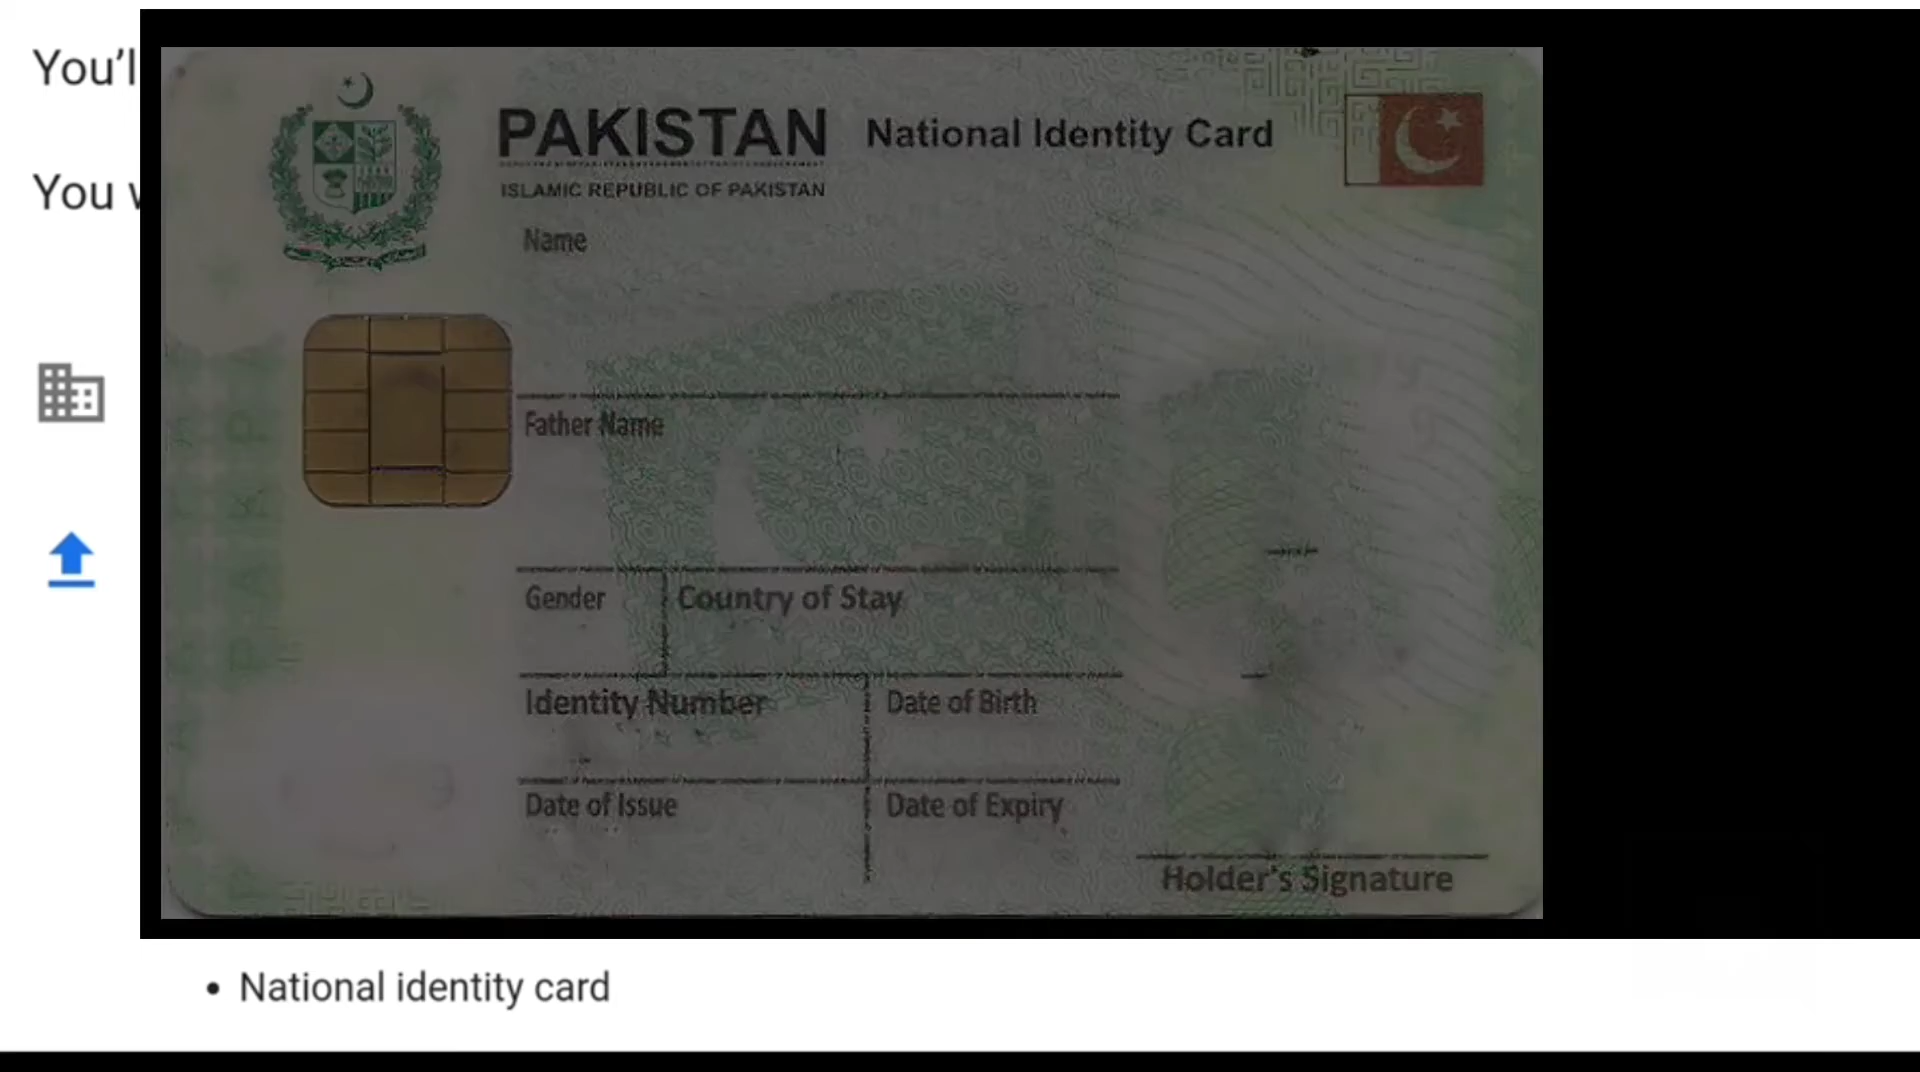 You'l
PAKISTAN National Identity Card
ISLAMIC REPUBLIC OF PAKISTAN
You
Name
Father Name
Gender Country of Stay
Identity Number Date of Birth
Date of Issue Date of Expiry
Holder's Signature
PAKP
• National identity card